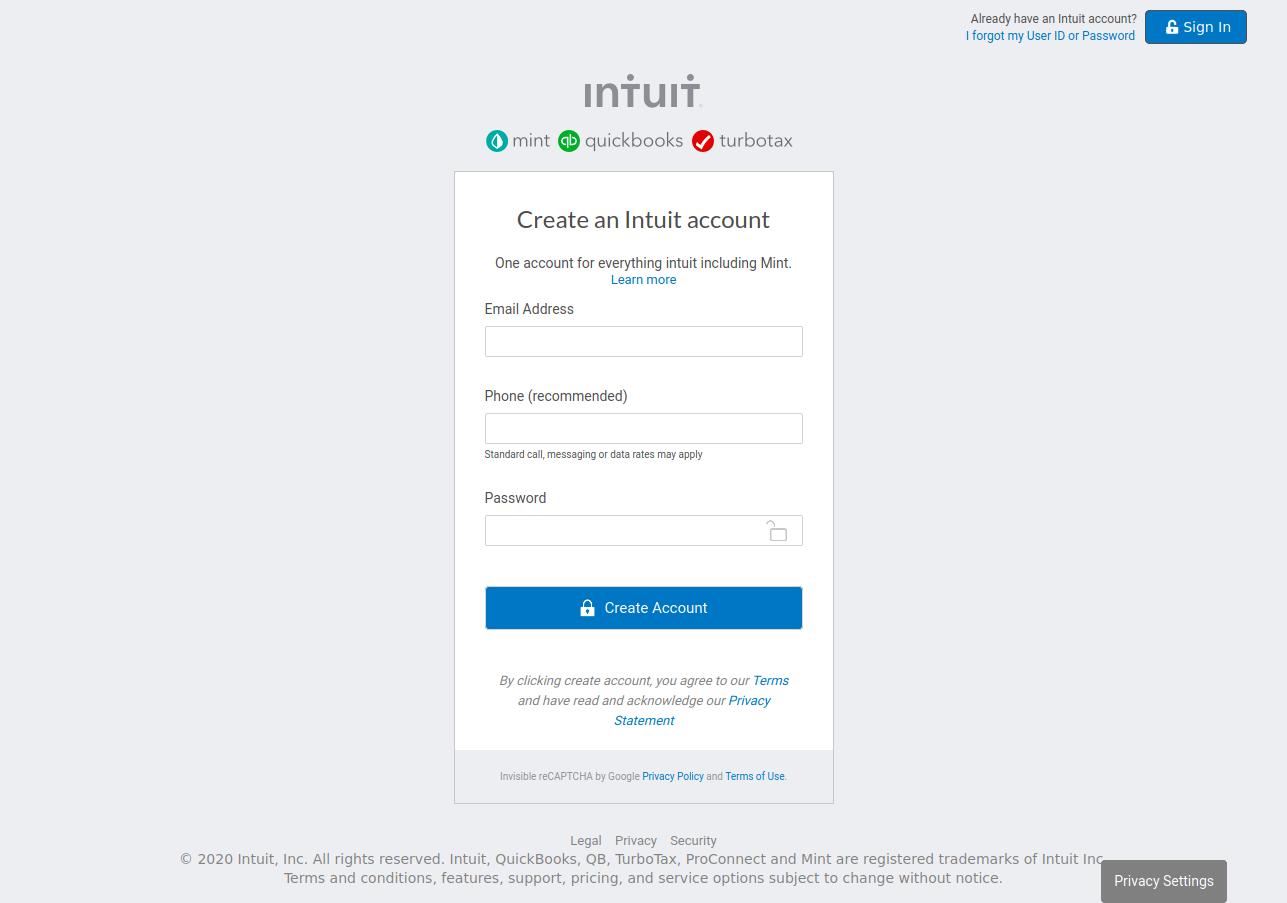 Already have an Intuit account?
I forgot my User ID or Password
Sign In
intuit
mint quickbooks turbotax
Create an Intuit account
One account for everything intuit including Mint.
Learn more
Email Address
Phone (recommended)
Standard call, messaging or data rates may apply
Password
Create Account
By clicking create account, you agree to our Terms
and have read and acknowledge our Privacy
Statement
Invisible reCAPTCHA by Google Privacy Policy and Terms of Use.
Legal Privacy Security
© 2020 Intuit, Inc. All rights reserved. Intuit, QuickBooks, QB, TurboTax, ProConnect and Mint are registered trademarks of Intuit Inc.
Terms and conditions, features, support, pricing, and service options subject to change without notice.
Privacy Settings